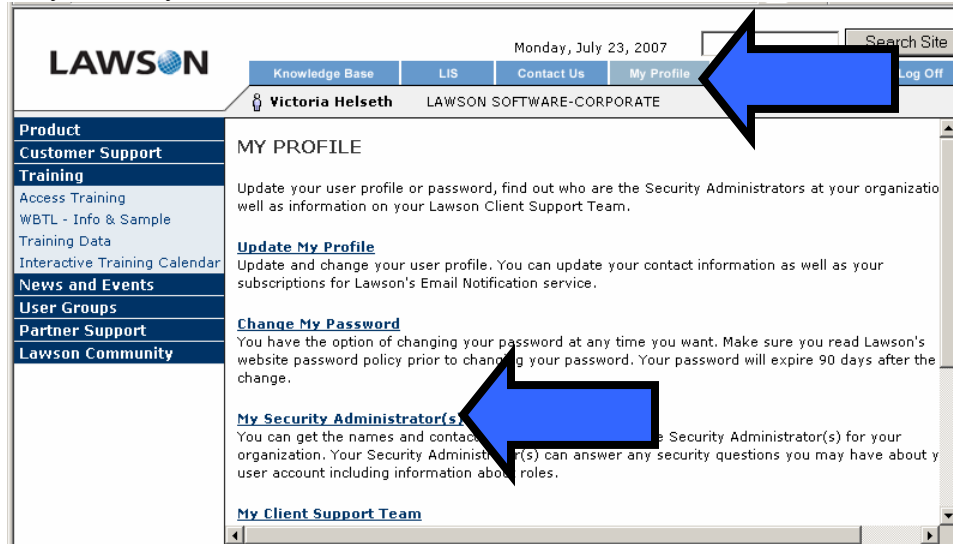 LAWSON
Monday, July 23, 2007
Search Site
Knowledge Base LIS Contact Us My Profile Log Off
Victoria Helseth LAWSON SOFTWARE-CORPORATE
Product
Customer Support
Training
Access Training
WBTL - Info & Sample
Training Data
Interactive Training Calendar
News and Events
User Groups
Partner Support
Lawson Community
MY PROFILE
Update your user profile or password, find out who are the Security Administrators at your organizatio
well as information on your Lawson Client Support Team.
Update My Profile
Update and change your user profile. You can update your contact information as well as your
subscriptions for Lawson's Email Notification service.
Change My Password
You have the option of changing your password at any time you want. Make sure you read Lawson's
website password policy prior to changing your password. Your password will expire 90 days after the
change.
My Security Administrator(s)
You can get the names and Security Administrator(s) for your
organization. Your Security Administrator(s) can answer any security questions you may have about y
user account including information about roles.
My Client Support Team